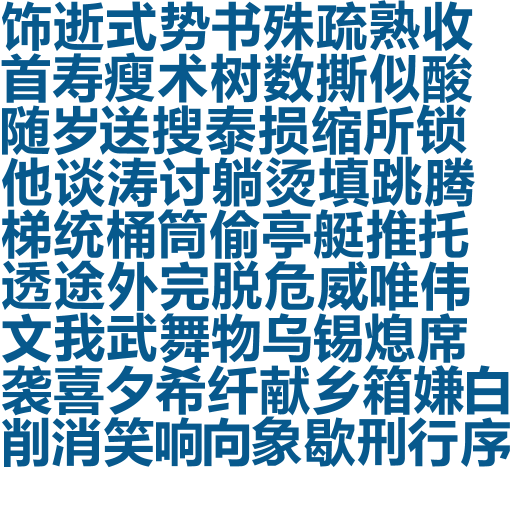 饰逝式势书殊疏熟收
首寿瘦术树数撕似酸
随岁送搜泰损缩所锁
他谈涛讨躺烫填跳腾
梯统桶筒偷亭艇推托
透途外完脱危威唯伟
文我武舞物乌锡熄席
袭喜夕希纤献乡箱嫌白
削消笑响向象歇刑行序